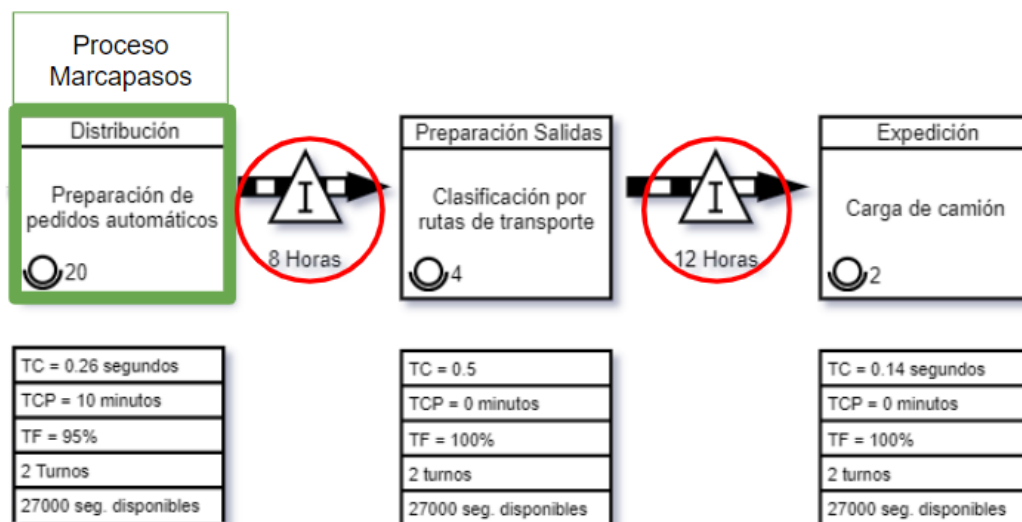 Proceso
Marcapasos
Distribución
Preparación de
pedidos automáticos
20
I
8 Horas
Preparación Salidas
Clasificación por
rutas de transporte
4
I
12 Horas
Expedición
Carga de camión
2
TC = 0.26 segundos
TCP = 10 minutos
TF = 95%
2 Turnos
27000 seg. disponibles
TC = 0.5
TCP = 0 minutos
TF = 100%
2 turnos
27000 seg. disponibles
TC = 0.14 segundos
TCP = 0 minutos
TF = 100%
2 turnos
27000 seg. disponibles